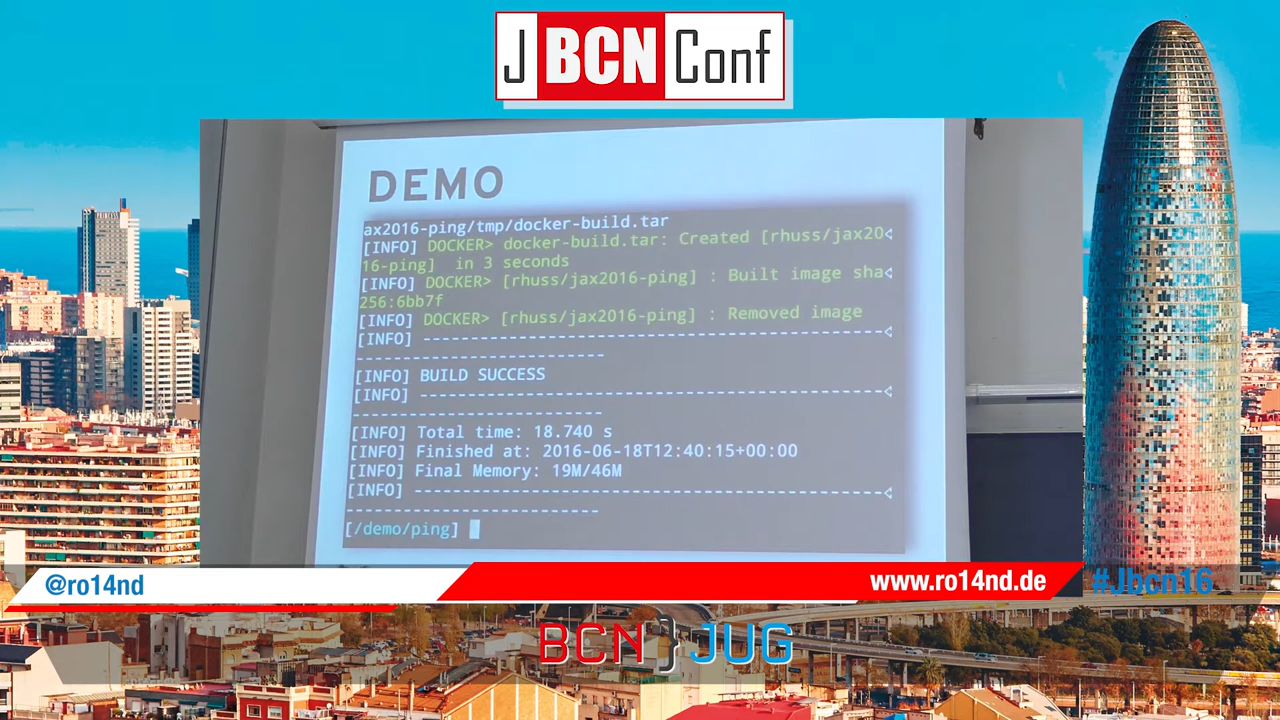 J BCN Conf
DEMO
ax2016-ping/tmp/docker-build.tar
[INFO] DOCKER> docker-build.tar: Created [rhuss/jax20
16-ping] in 3 seconds
[INFO] DOCKER> [rhuss/jax2016-ping] : Built image sha
256:6bb7f
[INFO] DOCKER> [rhuss/jax2016-ping] : Removed image
[INFO] -----------------------------------------------
-------------------------
[INFO] BUILD SUCCESS
[INFO] -----------------------------------------------
-------------------------
[INFO] Total time: 18.740 s
[INFO] Finished at: 2016-06-18T12:40:15+00:00
[INFO] Final Memory: 19M/46M
[INFO] -----------------------------------------------
-------------------------
[/demo/ping]
@ro14nd
www.ro14nd.de
#Jbcn16
BCN}JUG